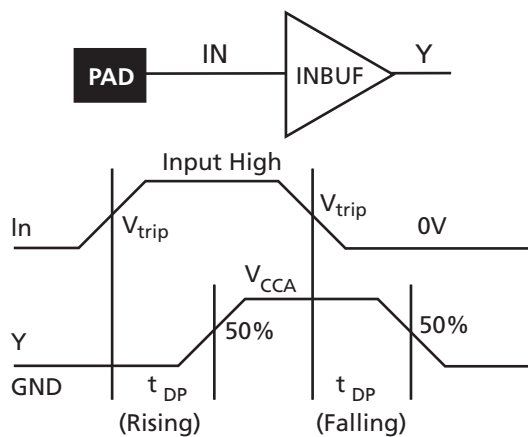 IN
Y
PAD
INBUF
Input High
In
Vtrip
Vtrip
0V
VCCA
Y
50%
50%
GND
tDP
tDP
(Rising)
(Falling)